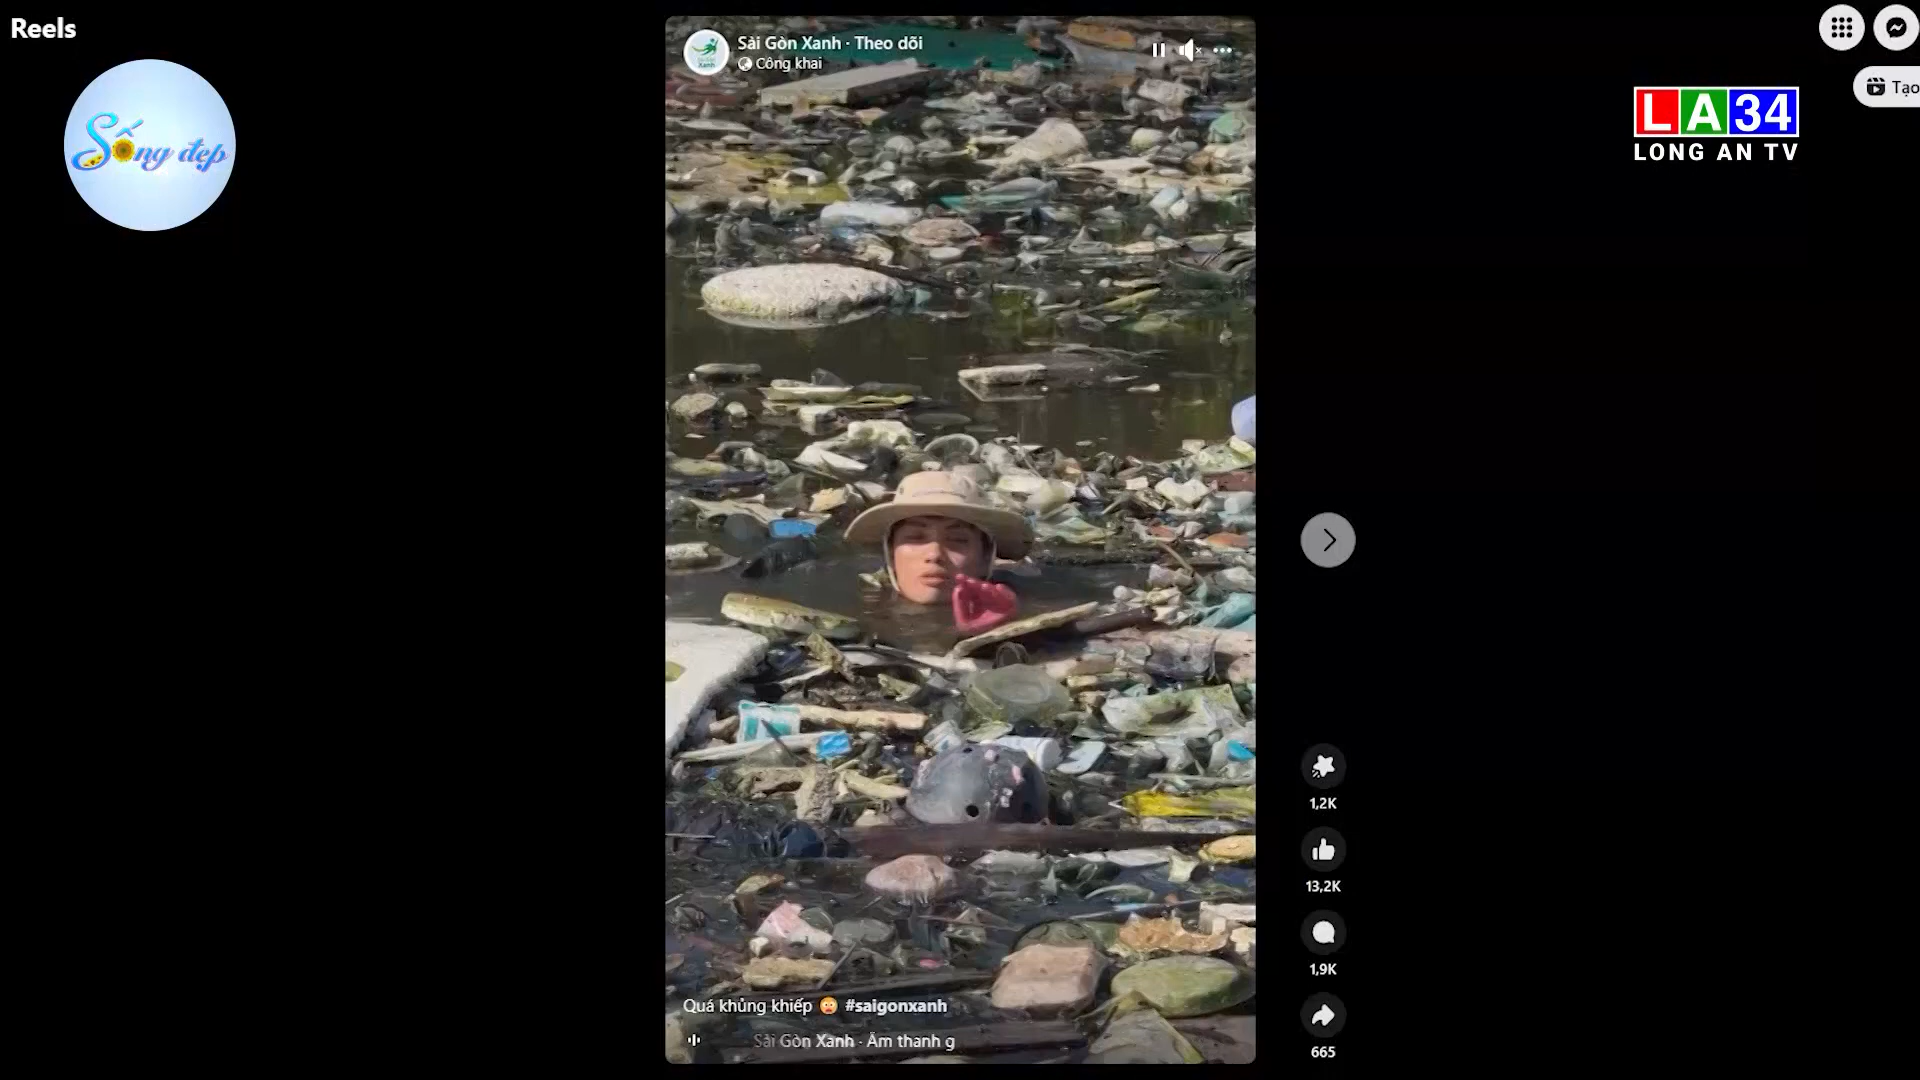 Reels
Sống đẹp
Sài Gòn Xanh · Theo dõi
Công khai
LA34
LONG AN TV
Tạo
1,2K
13,2K
1,9K
665
Quá khủng khiếp 😨 #saigonxanh
Sài Gòn Xanh · Âm thanh g